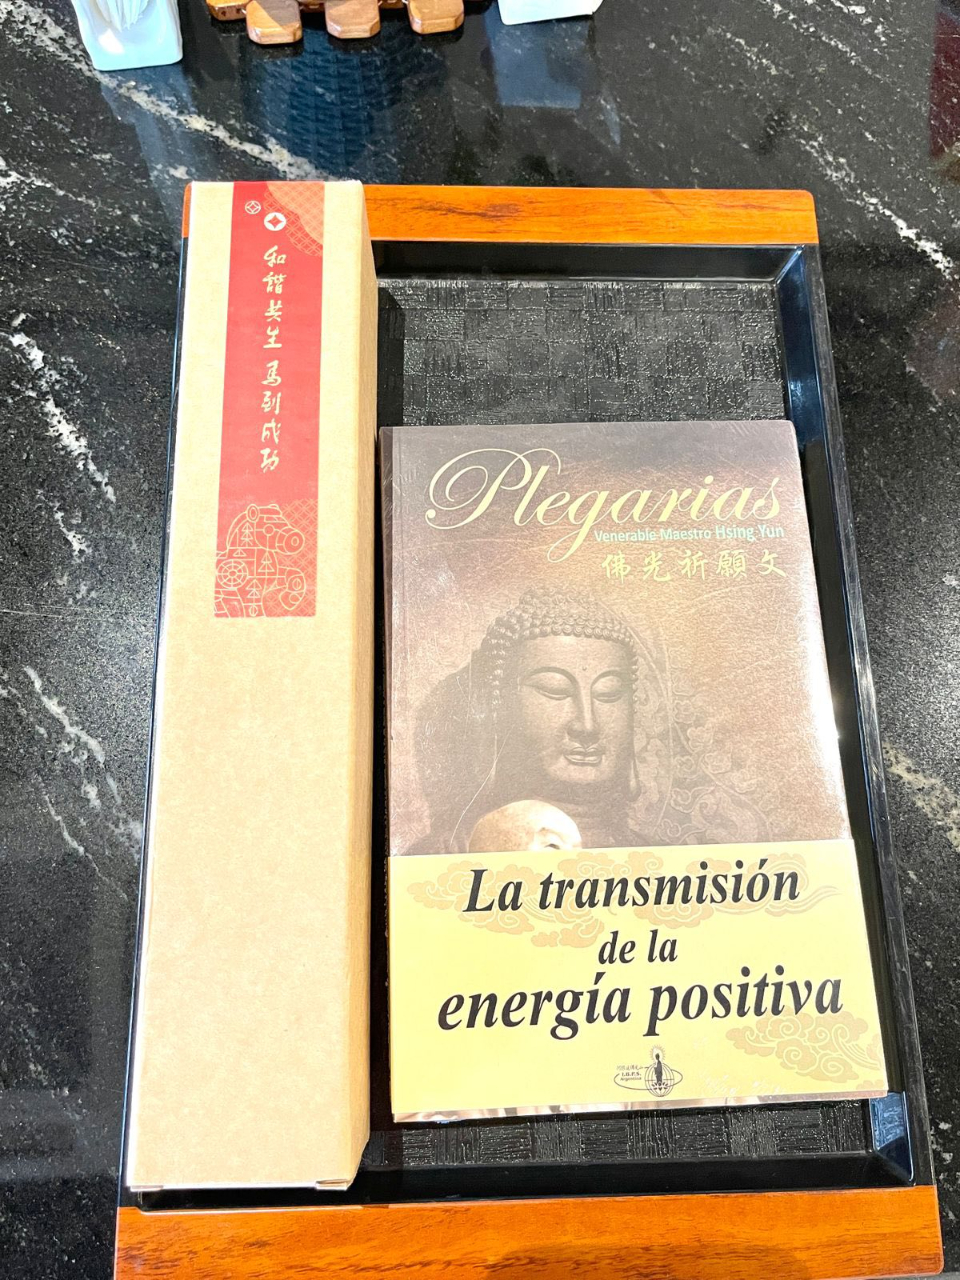 和諧共生 馬到成功
Plegarias
Venerable Maestro Hsing Yun
佛光祈願文
La transmisión
de la
energía positiva
I.B.P.S.
Argentina